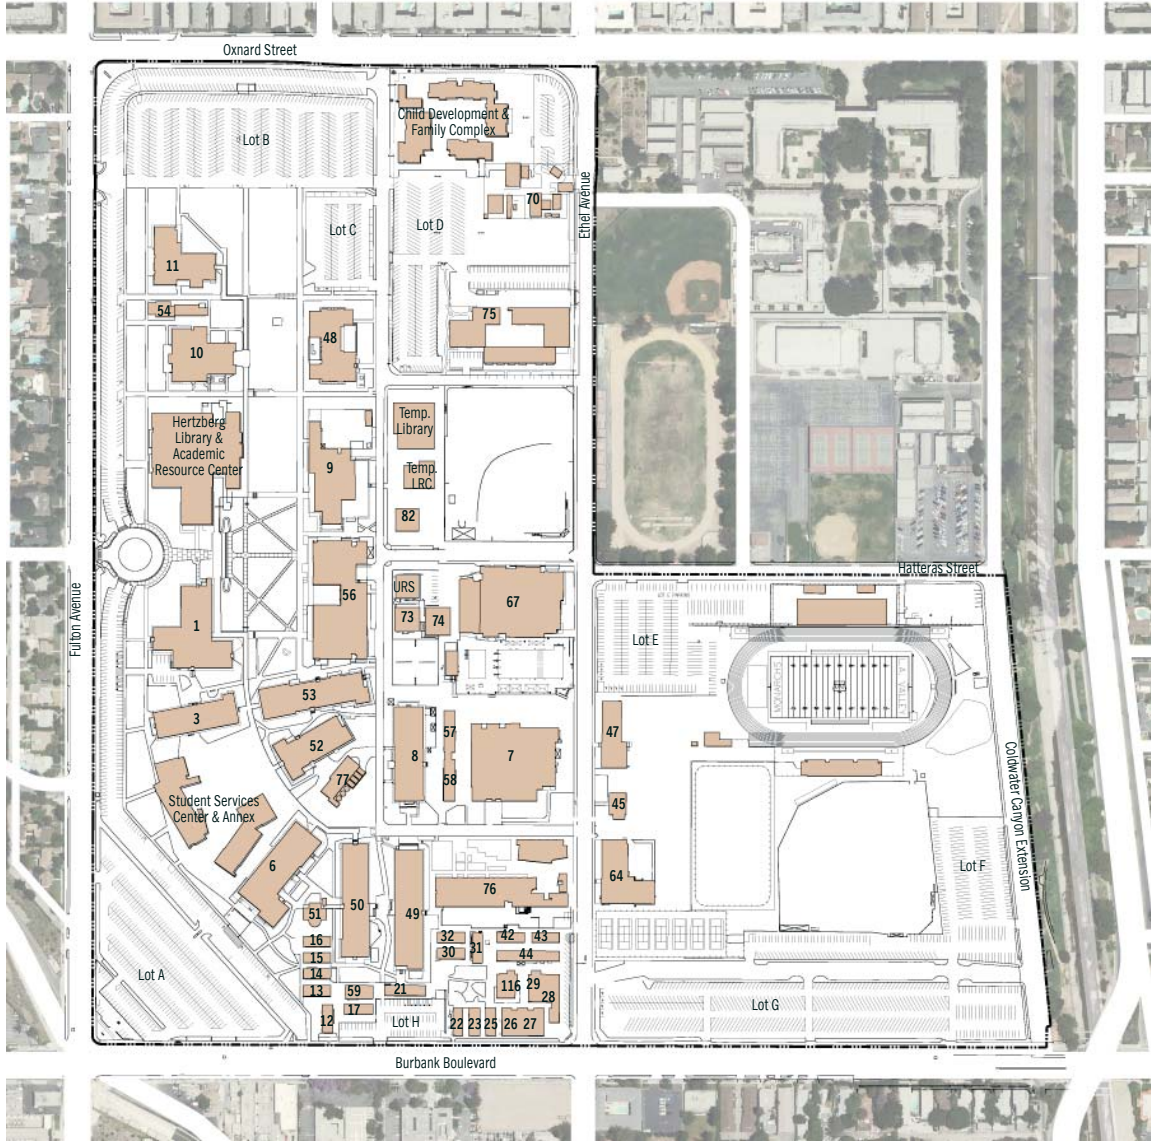 Oxnard Street
Lot B
Child Development &
Family Complex
70
Ethel Avenue
Lot C
Lot D
11
54
75
48
10
Temp.
Library
Hertzberg
Library &
Academic
Resource Center
9
Temp.
LRC
82
Hatteras Street
URS
Fulton Avenue
56
67
73
74
1
Lot E
MONARCHS
L.A. VALLEY
53
3
52
8
57
7
47
77
58
Coldwater Canyon Extension
Student Services
Center & Annex
45
6
76
64
Lot F
50
49
51
16
32
42
43
31
15
30
44
Lot A
14
116
29
13
59
21
28
Lot G
17
12
Lot H
22
23
25
26
27
Burbank Boulevard